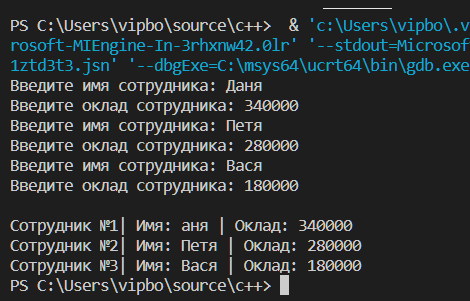 PS C:\Users\vipbo\source\c++>  & 'c:\Users\vipbo\.v
rosoft-MIEngine-In-3rhxnw42.0lr' '--stdout=Microsof
1ztd3t3.jsn' '--dbgExe=C:\msys64\ucrt64\bin\gdb.exe
Введите имя сотрудника: Даня
Введите оклад сотрудника: 340000
Введите имя сотрудника: Петя
Введите оклад сотрудника: 280000
Введите имя сотрудника: Вася
Введите оклад сотрудника: 180000
Сотрудник №1| Имя: аня | Оклад: 340000
Сотрудник №2| Имя: Петя | Оклад: 280000
Сотрудник №3| Имя: Вася | Оклад: 180000
PS C:\Users\vipbo\source\c++>